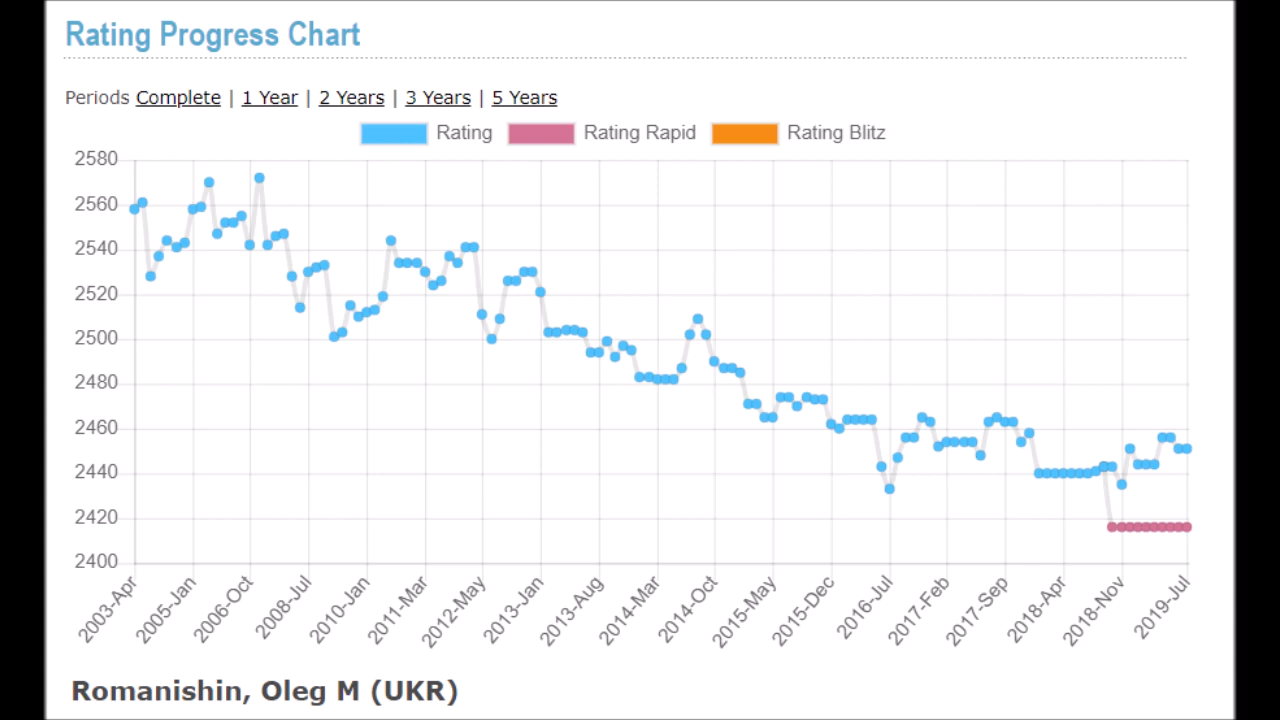 Rating Progress Chart
Periods Complete | 1 Year | 2 Years | 3 Years | 5 Years
Rating Rating Rapid Rating Blitz
2580
2560
2540
2520
2500
2480
2460
2440
2420
2400
2003-Apr 2005-Jan 2006-Oct 2008-Jul 2010-Jan 2011-Mar 2012-May 2013-Jan 2013-Aug 2014-Mar 2014-Oct 2015-May 2015-Dec 2016-Jul 2017-Feb 2017-Sep 2018-Apr 2018-Nov 2019-Jul
Romanishin, Oleg M (UKR)